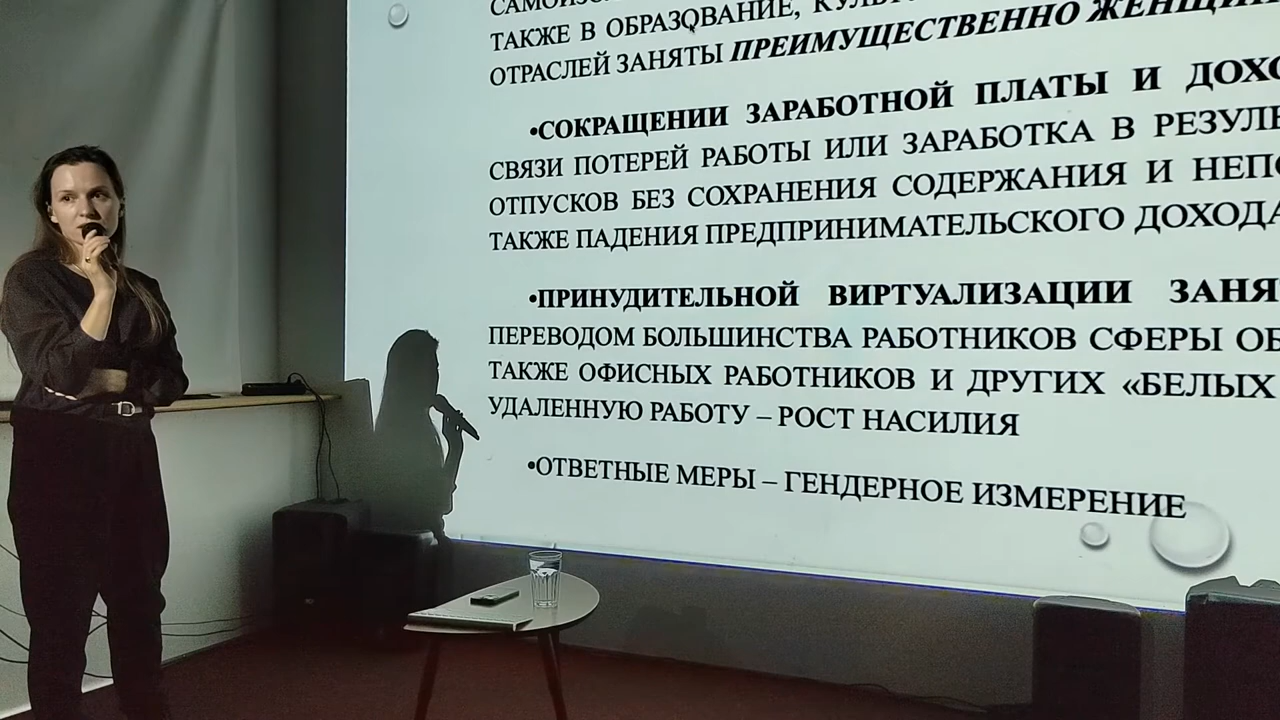 ТАКЖЕ В ОБРАЗОВАНИЕ,
ОТРАСЛЕЙ ЗАНЯТЫ ПРЕИМУЩЕСТВЕННО
•СОКРАЩЕНИИ ЗАРАБОТНОЙ ПЛАТЫ И
СВЯЗИ ПОТЕРЕЙ РАБОТЫ ИЛИ ЗАРАБОТКА В
ОТПУСКОВ БЕЗ СОХРАНЕНИЯ СОДЕРЖАНИЯ И
ТАКЖЕ ПАДЕНИЯ ПРЕДПРИНИМАТЕЛЬСКОГО ДОХОДА
•ПРИНУДИТЕЛЬНОЙ ВИРТУАЛИЗАЦИИ
ПЕРЕВОДОМ БОЛЬШИНСТВА РАБОТНИКОВ СФЕРЫ
ТАКЖЕ ОФИСНЫХ РАБОТНИКОВ И ДРУГИХ «БЕЛЫХ
УДАЛЕННУЮ РАБОТУ – РОСТ НАСИЛИЯ
•ОТВЕТНЫЕ МЕРЫ – ГЕНДЕРНОЕ ИЗМЕРЕНИЕ